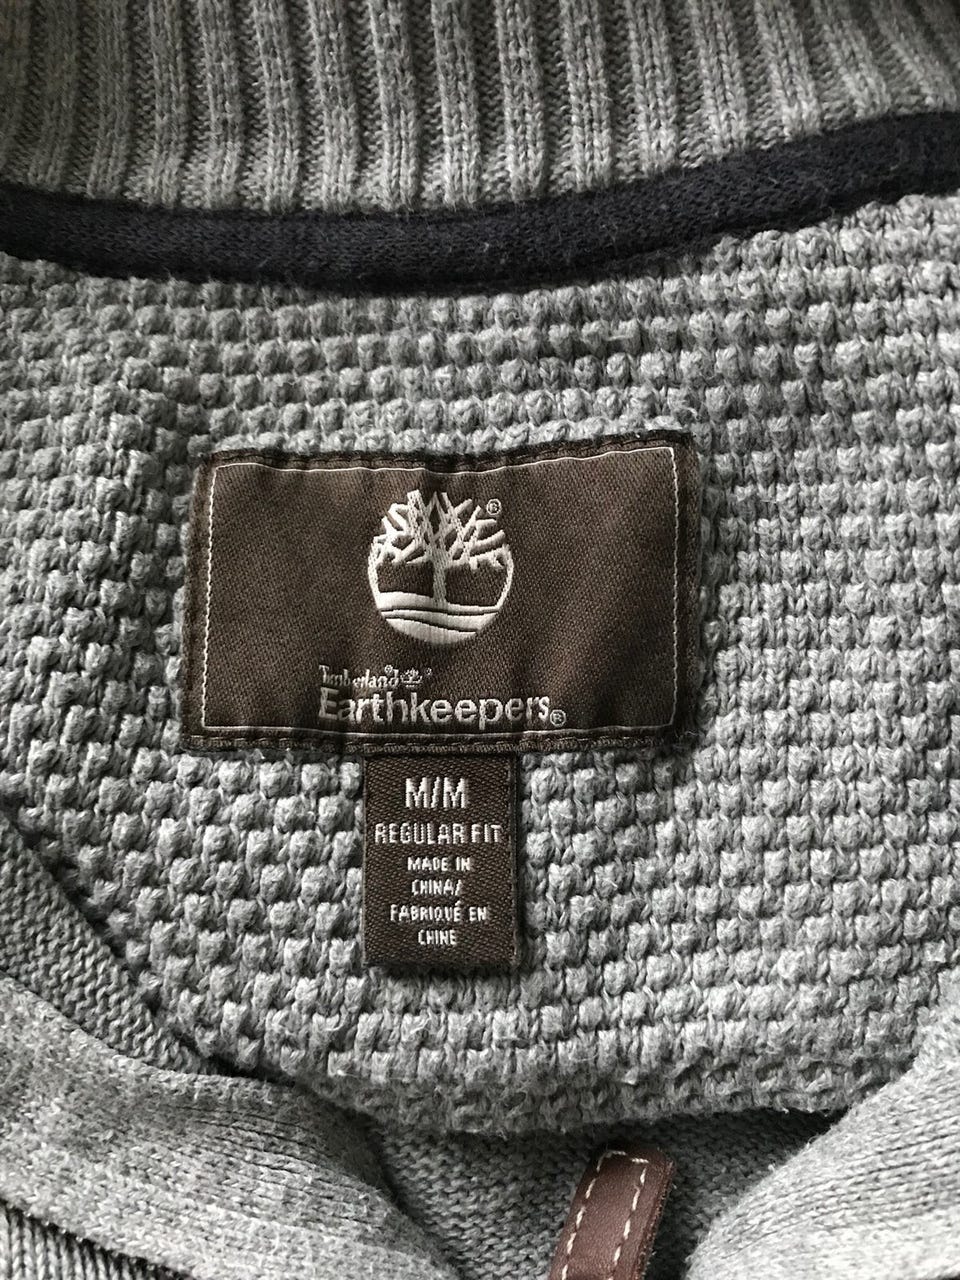 ®
Timberland®
Earthkeepers®
M/M
REGULAR FIT
MADE IN
CHINA/
FABRIQUÉ EN
CHINE